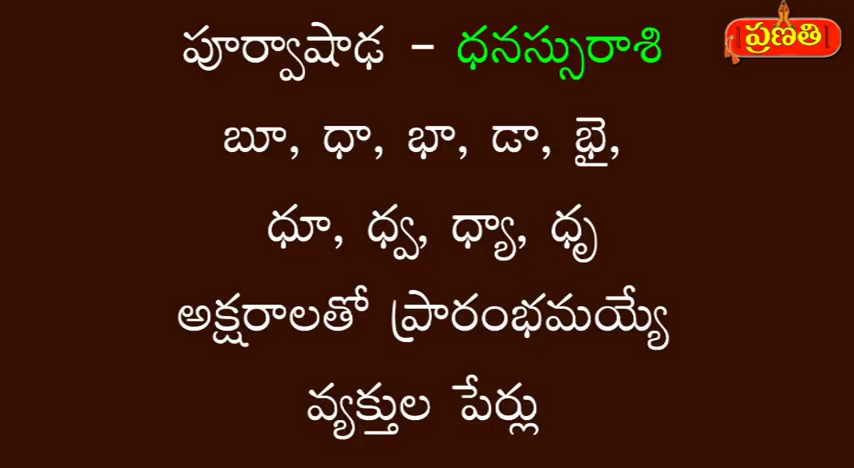 పూర్వాషాఢ - ధనస్సురాశి
ప్రణతి
బూ, ధా, భా, డా, భై,
ధూ, ధ్వ, ధ్యా, ధృ
అక్షరాలతో ప్రారంభమయ్యే
వ్యక్తుల పేర్లు